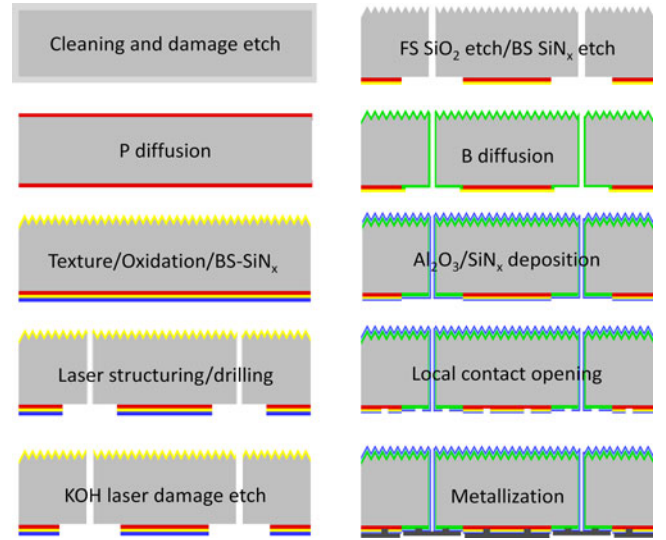 Cleaning and damage etch
P diffusion
Texture/Oxidation/BS-SiNₓ
Laser structuring/drilling
KOH laser damage etch
FS SiO₂ etch/BS SiNₓ etch
B diffusion
Al₂O₃/SiNₓ deposition
Local contact opening
Metallization